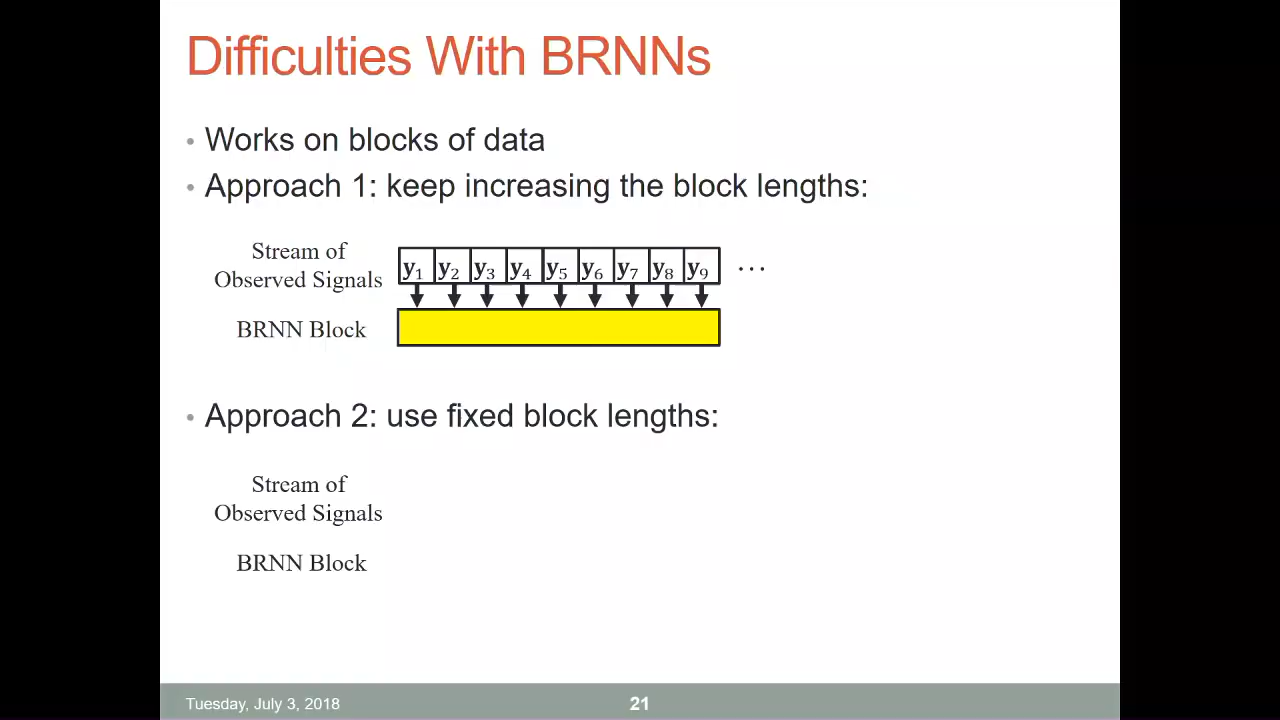 Difficulties With BRNNs
• Works on blocks of data
• Approach 1: keep increasing the block lengths:
Stream of
Observed Signals
y₁ y₂ y₃ y₄ y₅ y₆ y₇ y₈ y₉ ⋯
BRNN Block
• Approach 2: use fixed block lengths:
Stream of
Observed Signals
BRNN Block
Tuesday, July 3, 2018
21